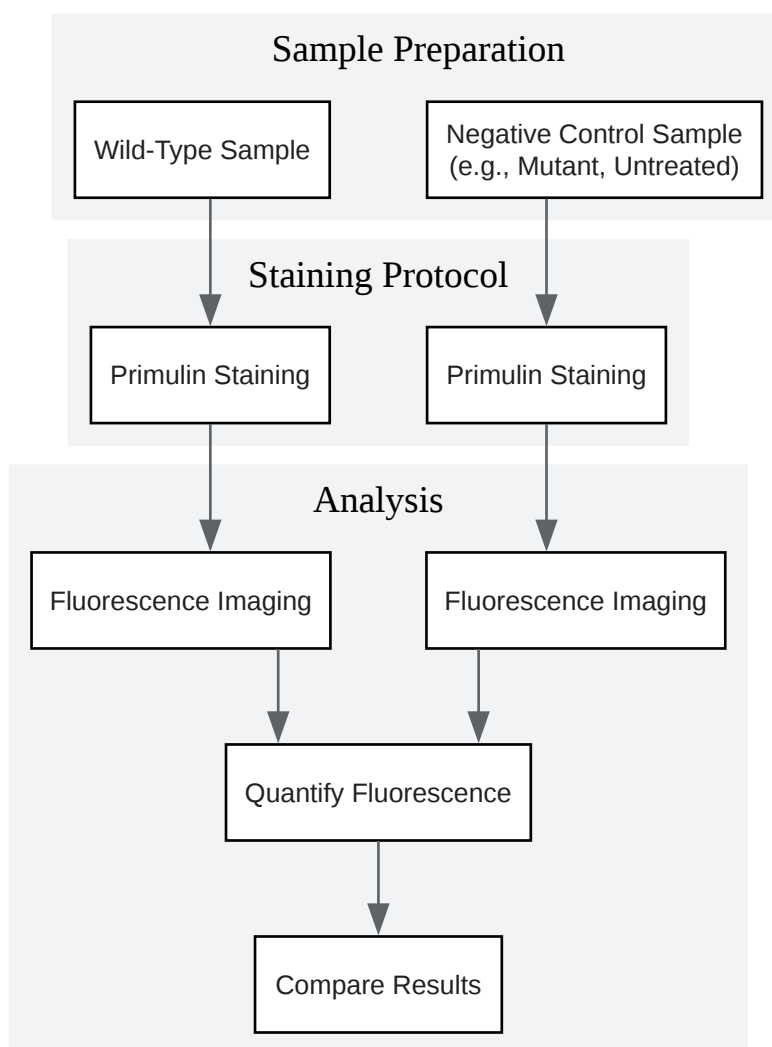 Sample Preparation
Wild-Type Sample
Negative Control Sample
(e.g., Mutant, Untreated)
Staining Protocol
Primulin Staining
Primulin Staining
Analysis
Fluorescence Imaging
Fluorescence Imaging
Quantify Fluorescence
Compare Results